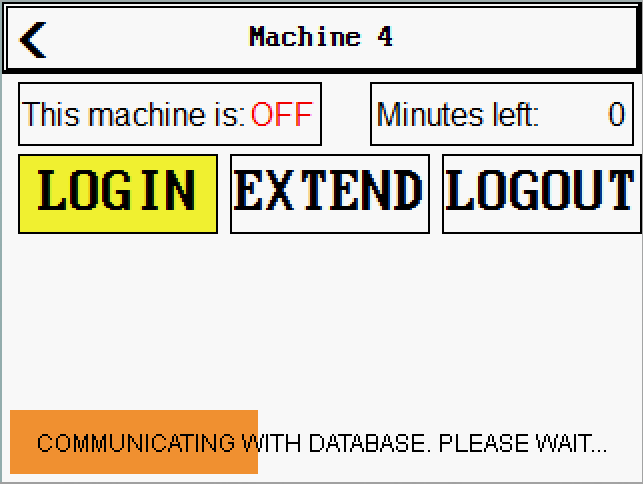 Machine 4
This machine is: OFF
Minutes left: 0
LOGIN EXTEND LOGOUT
COMMUNICATING WITH DATABASE. PLEASE WAIT...